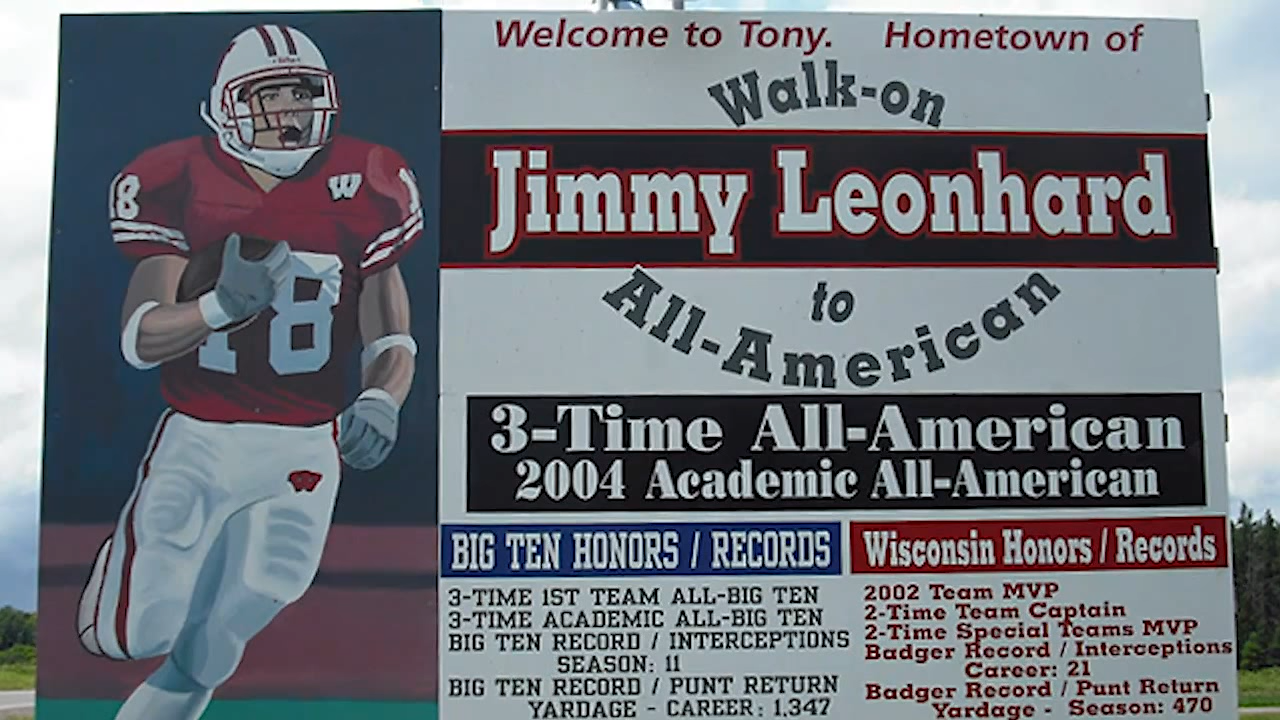 Welcome to Tony. Hometown of
Walk-on
Jimmy Leonhard
to
All-American
3-Time All-American
2004 Academic All-American
BIG TEN HONORS / RECORDS
3-TIME 1ST TEAM ALL-BIG TEN
3-TIME ACADEMIC ALL-BIG TEN
BIG TEN RECORD / INTERCEPTIONS
SEASON: 11
BIG TEN RECORD / PUNT RETURN
YARDAGE - CAREER: 1,347
Wisconsin Honors / Records
2002 Team MVP
2-Time Team Captain
2-Time Special Teams MVP
Badger Record / Interceptions
Career: 21
Badger Record / Punt Return
Yardage - Season: 470
18
W
1
18